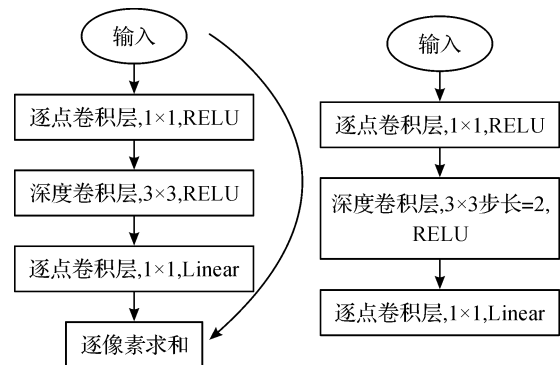 输入
逐点卷积层,1×1,RELU
深度卷积层,3×3,RELU
逐点卷积层,1×1,Linear
逐像素求和
输入
逐点卷积层,1×1,RELU
深度卷积层,3×3步长=2,
RELU
逐点卷积层,1×1,Linear